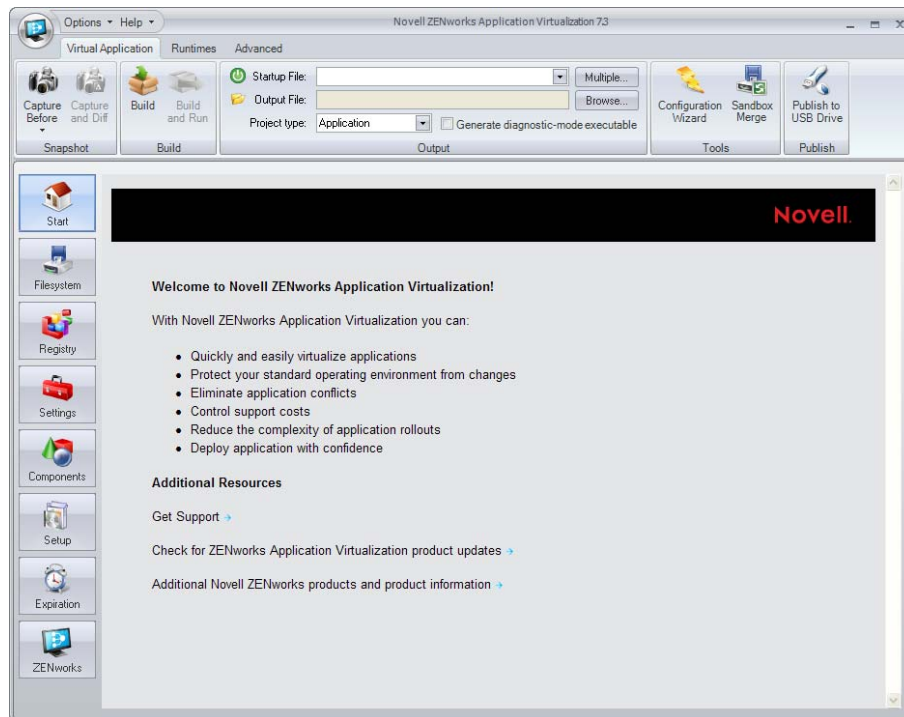 Options Help
Novell ZENworks Application Virtualization 7.3
Virtual Application Runtimes Advanced
Capture Before
Capture and Diff
Snapshot
Build
Build and Run
Build
Startup File:
Multiple...
Output File:
Browse...
Project type: Application
Generate diagnostic-mode executable
Output
Configuration Wizard
Sandbox Merge
Tools
Publish to USB Drive
Publish
Start
Filesystem
Registry
Settings
Components
Setup
Expiration
ZENworks
Novell.
Welcome to Novell ZENworks Application Virtualization!
With Novell ZENworks Application Virtualization you can:
• Quickly and easily virtualize applications
• Protect your standard operating environment from changes
• Eliminate application conflicts
• Control support costs
• Reduce the complexity of application rollouts
• Deploy application with confidence
Additional Resources
Get Support →
Check for ZENworks Application Virtualization product updates →
Additional Novell ZENworks products and product information →